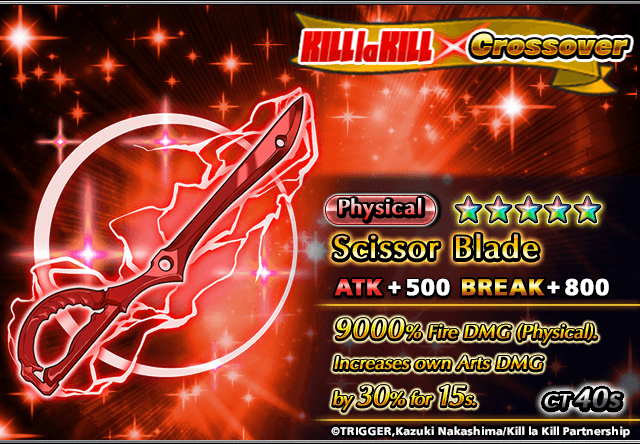 KILL la KILL × Crossover
Physical
Scissor Blade
ATK+500 BREAK+800
9000% Fire DMG (Physical).
Increases own Arts DMG
by 30% for 15s.
CT 40s
©TRIGGER,Kazuki Nakashima/Kill la Kill Partnership